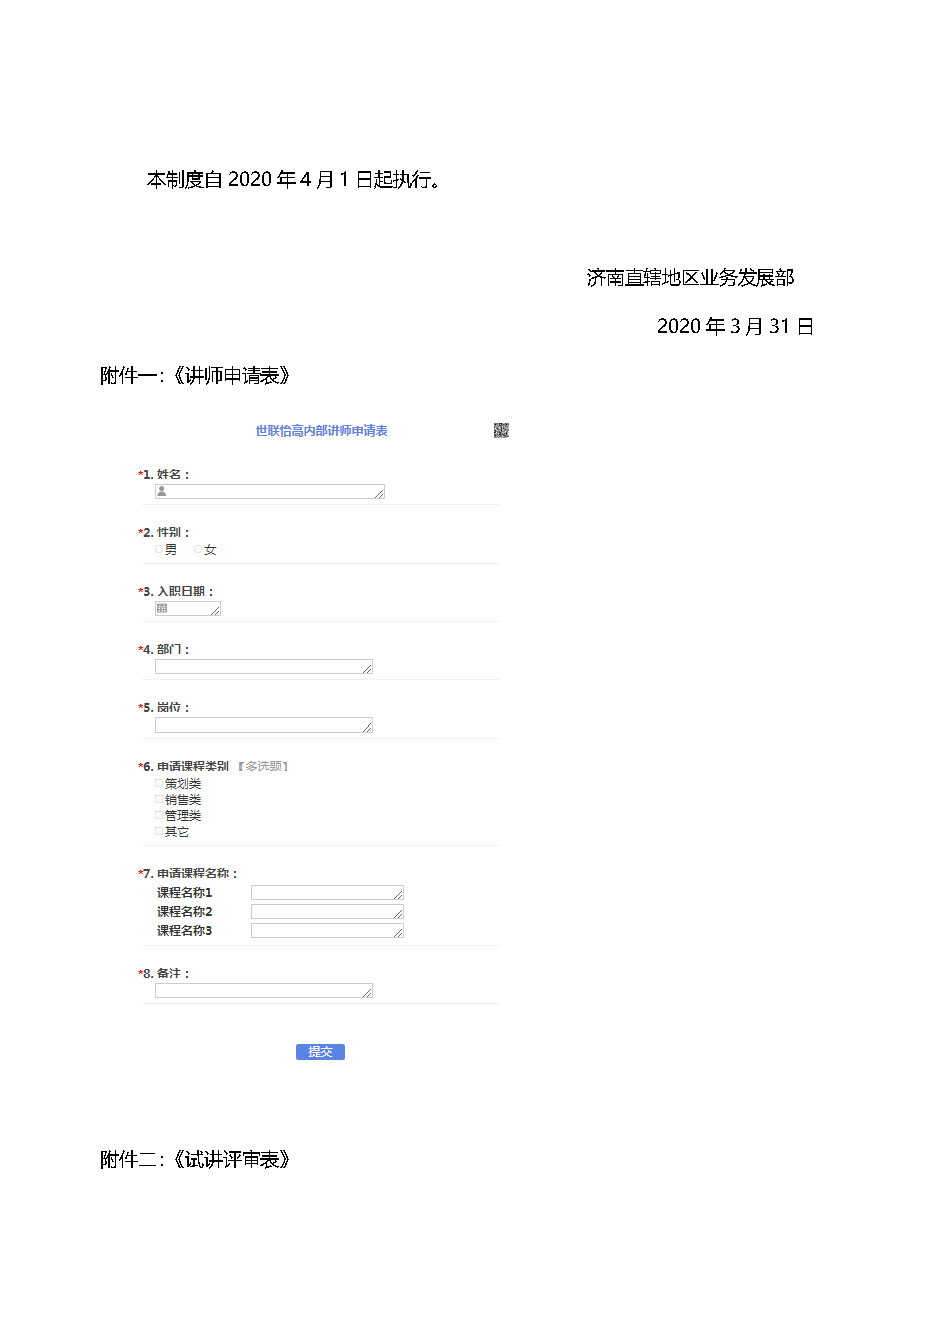 本制度自 2020 年 4 月 1 日起执行。
济南直辖地区业务发展部
2020 年 3 月 31 日
附件一：《讲师申请表》
世联怡高内部讲师申请表
*1. 姓名：
*2. 性别：
男 女
*3. 入职日期：
*4. 部门：
*5. 岗位：
*6. 申请课程类别 【多选题】
策划类
销售类
管理类
其它
*7. 申请课程名称：
课程名称1
课程名称2
课程名称3
*8. 备注：
提交
附件二：《试讲评审表》